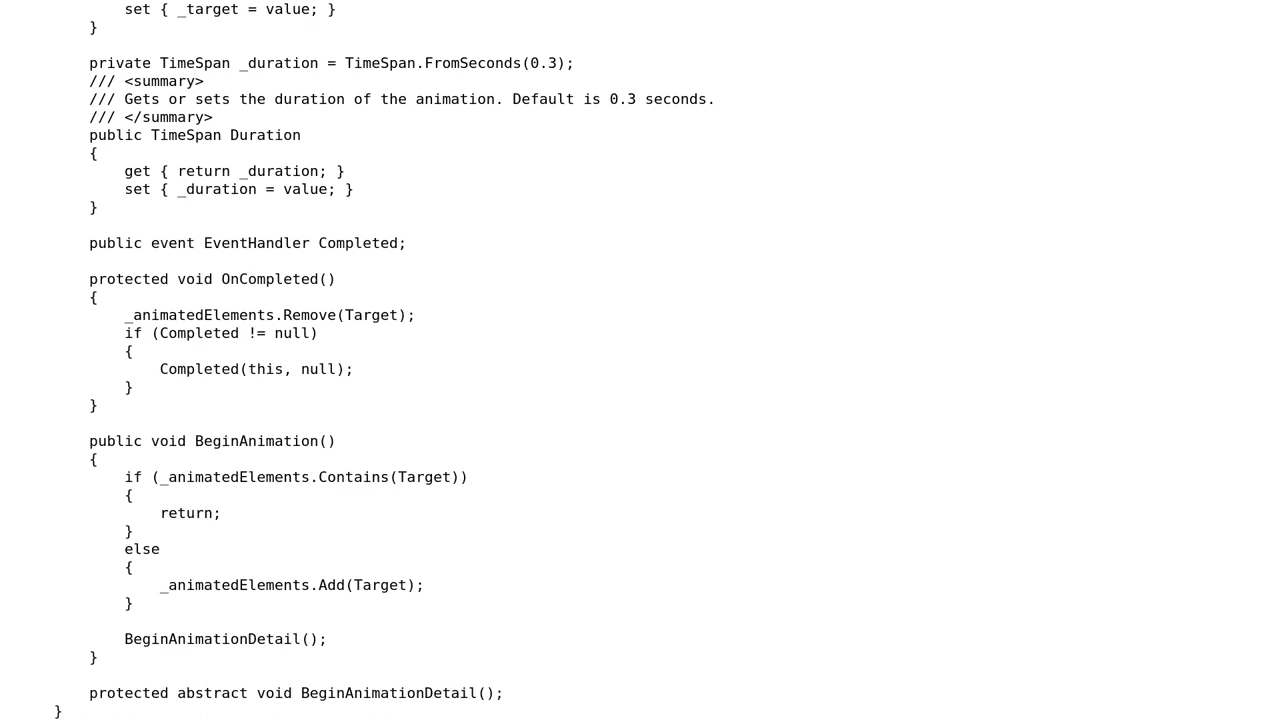 set { _target = value; }
        }

        private TimeSpan _duration = TimeSpan.FromSeconds(0.3);
        /// <summary>
        /// Gets or sets the duration of the animation. Default is 0.3 seconds.
        /// </summary>
        public TimeSpan Duration
        {
            get { return _duration; }
            set { _duration = value; }
        }

        public event EventHandler Completed;

        protected void OnCompleted()
        {
            _animatedElements.Remove(Target);
            if (Completed != null)
            {
                Completed(this, null);
            }
        }

        public void BeginAnimation()
        {
            if (_animatedElements.Contains(Target))
            {
                return;
            }
            else
            {
                _animatedElements.Add(Target);
            }

            BeginAnimationDetail();
        }

        protected abstract void BeginAnimationDetail();
    }